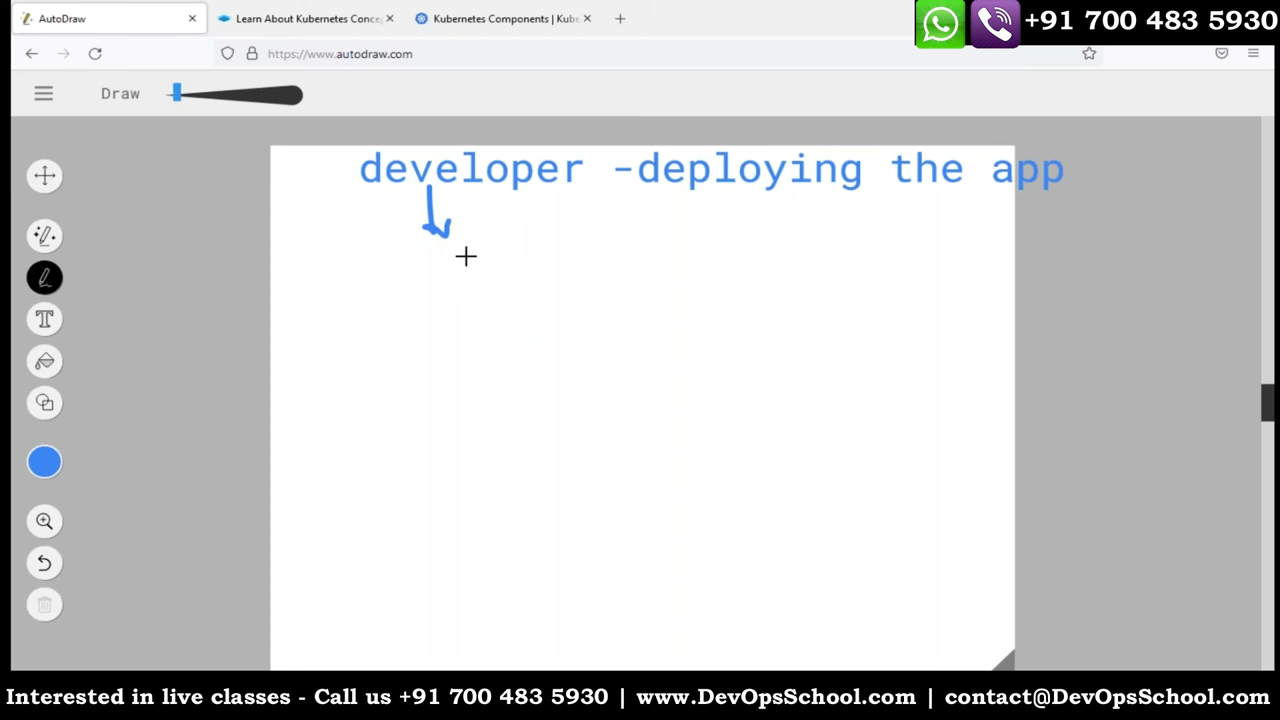 AutoDraw
Learn About Kubernetes Conce
Kubernetes Components | Kube
+91 700 483 5930
https://www.autodraw.com
Draw
developer -deploying the app
Interested in live classes - Call us +91 700 483 5930 | www.DevOpsSchool.com | contact@DevOpsSchool.com